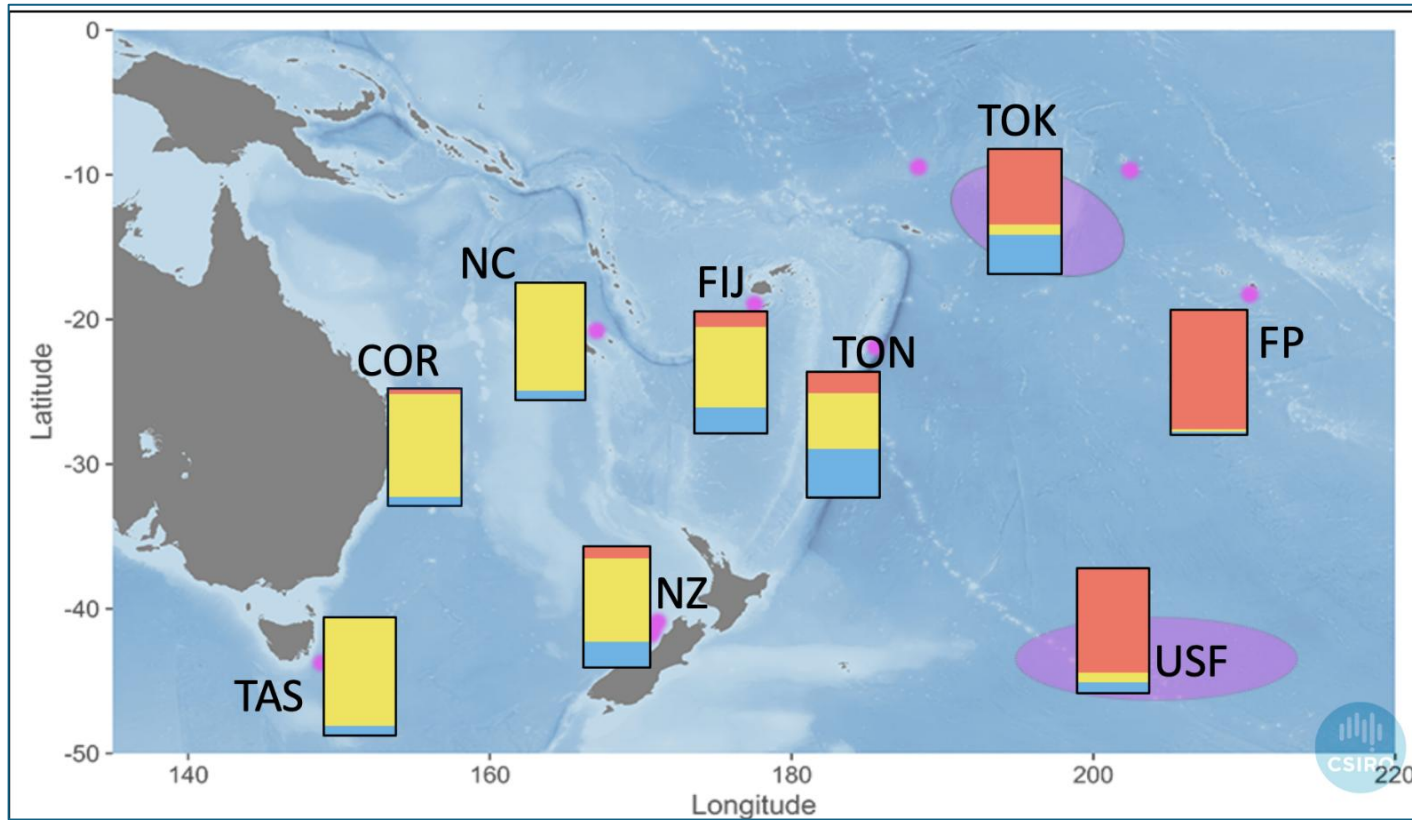 0
-10
-20
-30
-40
-50
Latitude
TOK
NC
FIJ
COR
TON
FP
NZ
TAS
USF
CSIRO
140
160
180
200
220
Longitude